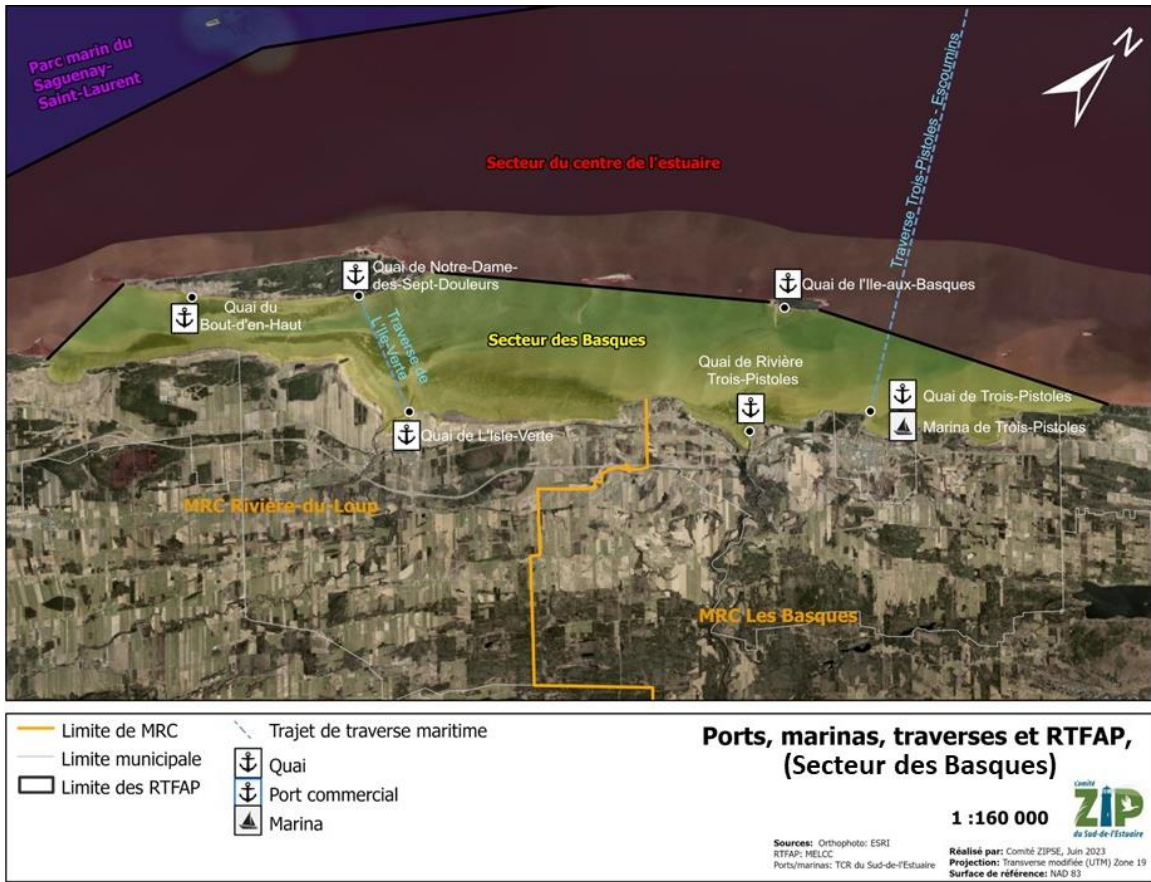 Parc marin du
Saguenay-
Saint-Laurent
N
Secteur du centre de l'estuaire
Traverse Trois-Pistoles - Escoumins
Quai de Notre-Dame-
des-Sept-Douleurs
Quai de l'Ile-aux-Basques
Quai du
Bout-d'en-Haut
Traverse de
L'Ile-Verte
Secteur des Basques
Quai de Rivière
Trois-Pistoles
Quai de Trois-Pistoles
Marina de Trois-Pistoles
Quai de L'Isle-Verte
MRC Rivière-du-Loup
MRC Les Basques
Limite de MRC
Limite municipale
Limite des RTFAP
Trajet de traverse maritime
Quai
Port commercial
Marina
Ports, marinas, traverses et RTFAP,
(Secteur des Basques)
1 :160 000
Comité
ZIP
du Sud-de-l'Estuaire
Sources: Orthophoto: ESRI
RTFAP: MELCC
Ports/marinas: TCR du Sud-de-l'Estuaire
Réalisé par: Comité ZIPSE, Juin 2023
Projection: Transverse modifiée (UTM) Zone 19
Surface de référence: NAD 83